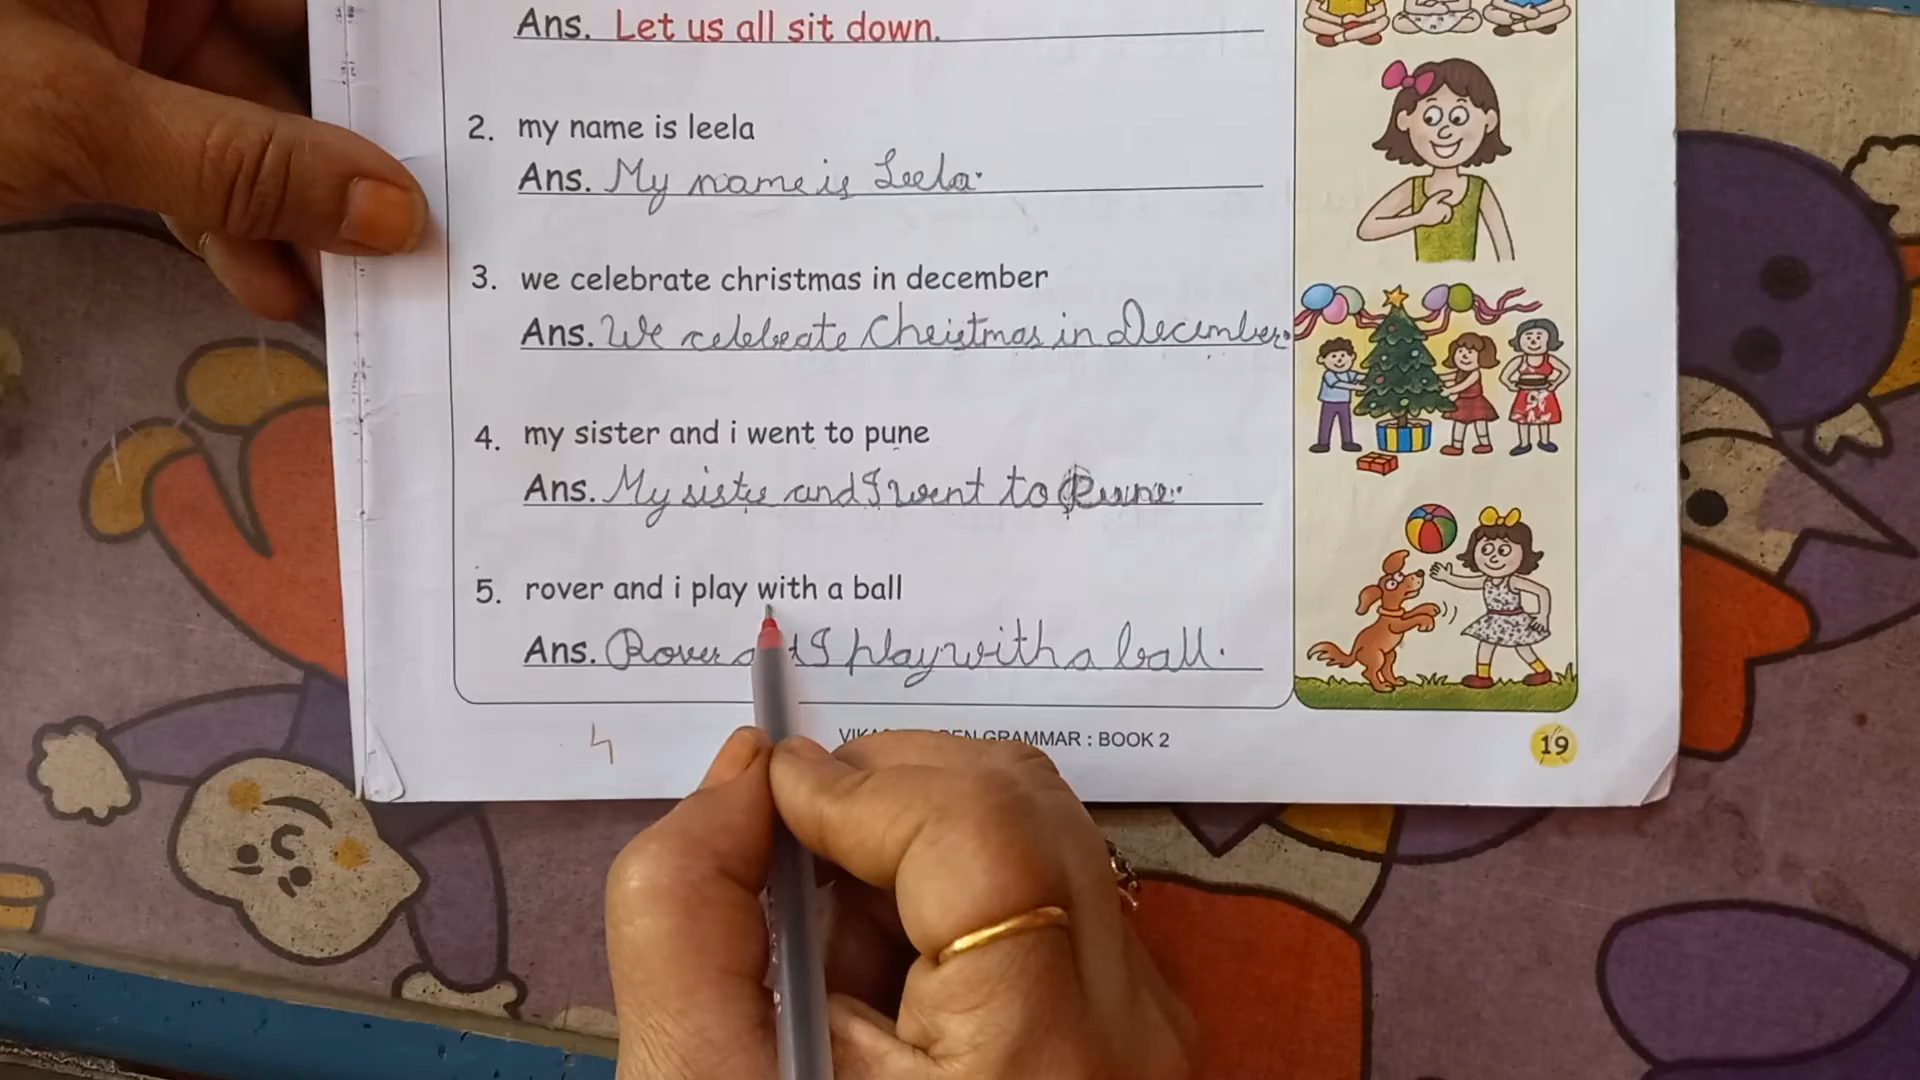 Ans. Let us all sit down.
2. my name is leela
Ans. My name is Leela.
3. we celebrate christmas in december
Ans. We celebrate Christmas in December.
4. my sister and i went to pune
Ans. My sister and I went to Pune.
5. rover and i play with a ball
Ans. Rover I play with a ball.
GRAMMAR : BOOK 2
19